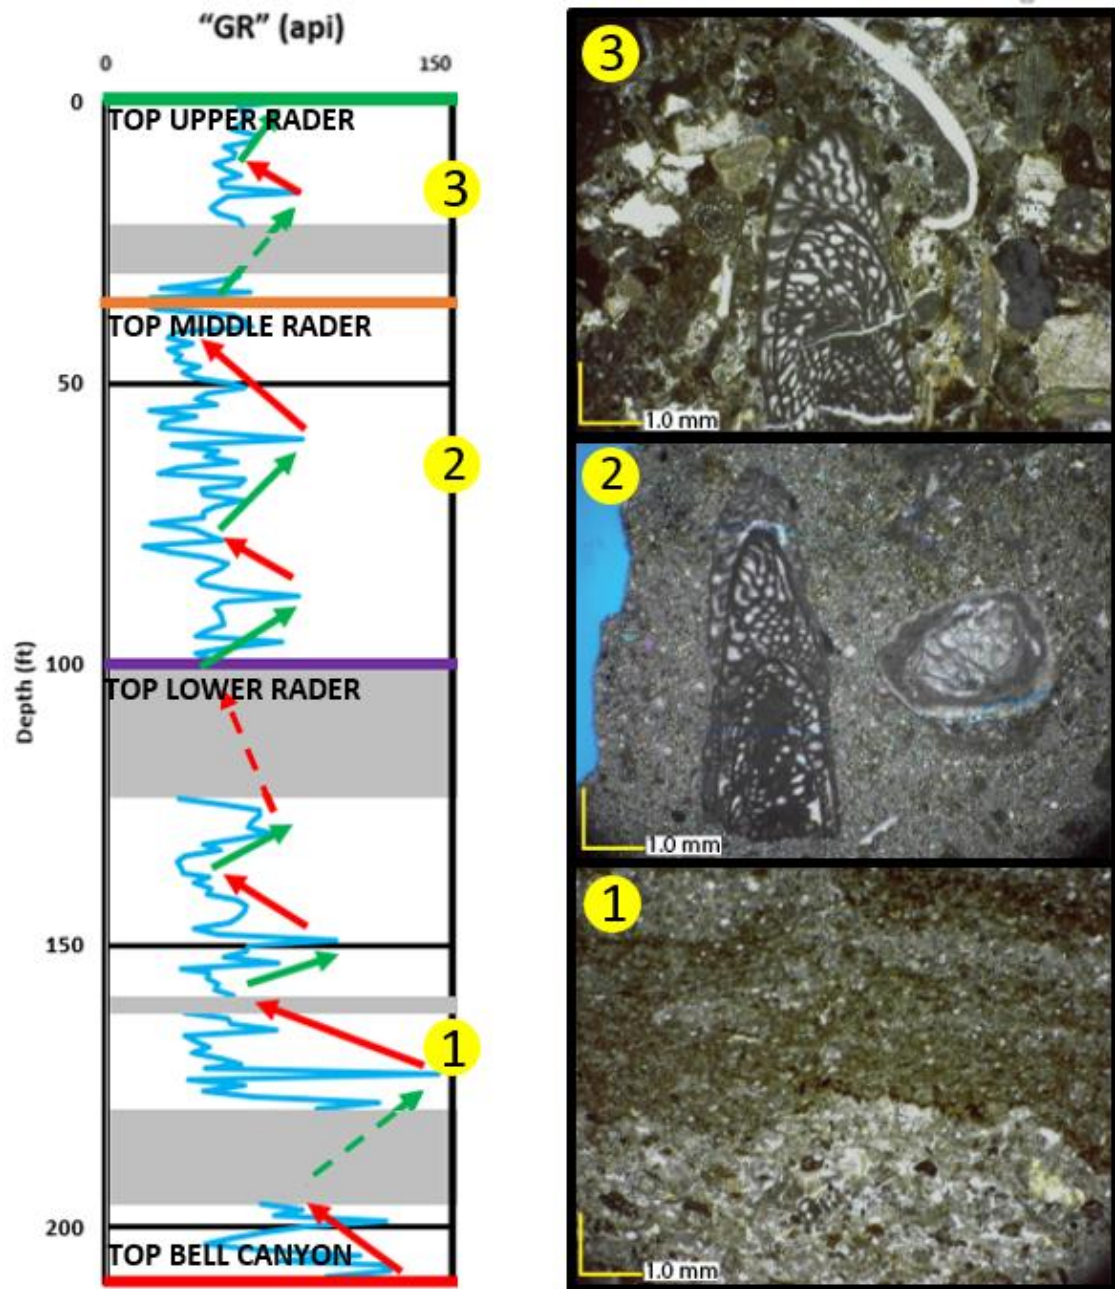 "GR" (api)
0 150
0
TOP UPPER RADER
3
TOP MIDDLE RADER
50
2
100
TOP LOWER RADER
Depth (ft)
150
1
200
TOP BELL CANYON
3
1.0 mm
2
1.0 mm
1
1.0 mm